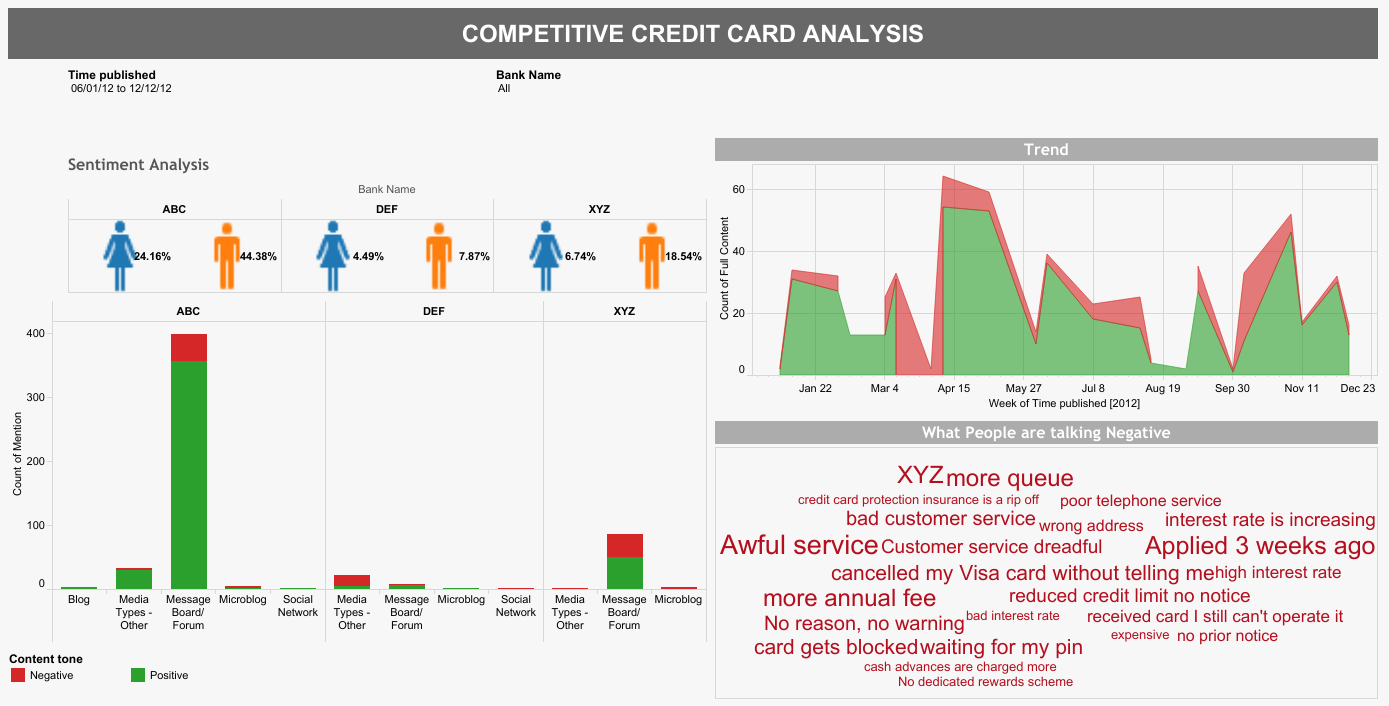 COMPETITIVE CREDIT CARD ANALYSIS
Time published
06/01/12 to 12/12/12
Bank Name
All
Sentiment Analysis
Bank Name
ABC DEF XYZ
24.16% 44.38% 4.49% 7.87% 6.74% 18.54%
ABC DEF XYZ
Count of Mention
400
300
200
100
0
Blog
Media Types - Other
Message Board/ Forum
Microblog
Social Network
Media Types - Other
Message Board/ Forum
Microblog
Social Network
Media Types - Other
Message Board/ Forum
Microblog
Content tone
Negative Positive
Trend
Count of Full Content
60
40
20
0
Jan 22 Mar 4 Apr 15 May 27 Jul 8 Aug 19 Sep 30 Nov 11 Dec 23
Week of Time published [2012]
What People are talking Negative
XYZ more queue
credit card protection insurance is a rip off poor telephone service
bad customer service wrong address interest rate is increasing
Awful service Customer service dreadful Applied 3 weeks ago
cancelled my Visa card without telling me high interest rate
more annual fee reduced credit limit no notice
No reason, no warning bad interest rate received card I still can't operate it
expensive no prior notice
card gets blocked waiting for my pin
cash advances are charged more
No dedicated rewards scheme